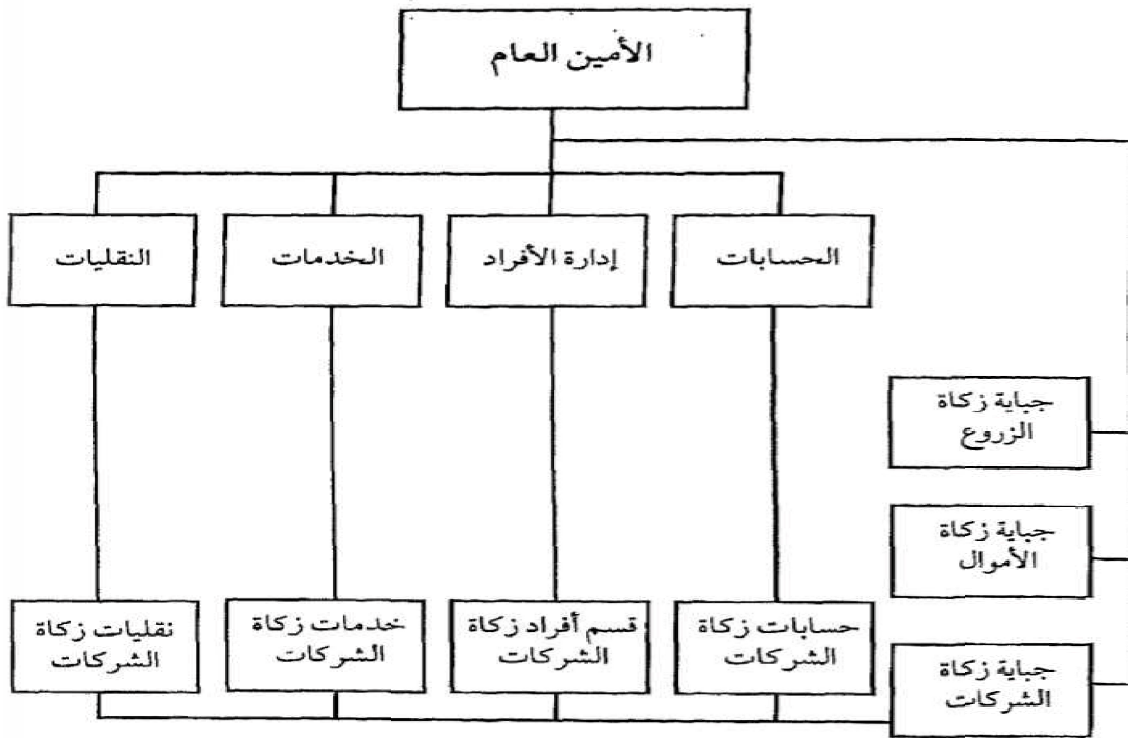 الأمين العام
الحسابات
إدارة الأفراد
الخدمات
النقليات
جباية زكاة
الزروع
جباية زكاة
الأموال
حسابات زكاة
الشركات
قسم أفراد زكاة
الشركات
خدمات زكاة
الشركات
نقليات زكاة
الشركات
جباية زكاة
الشركات